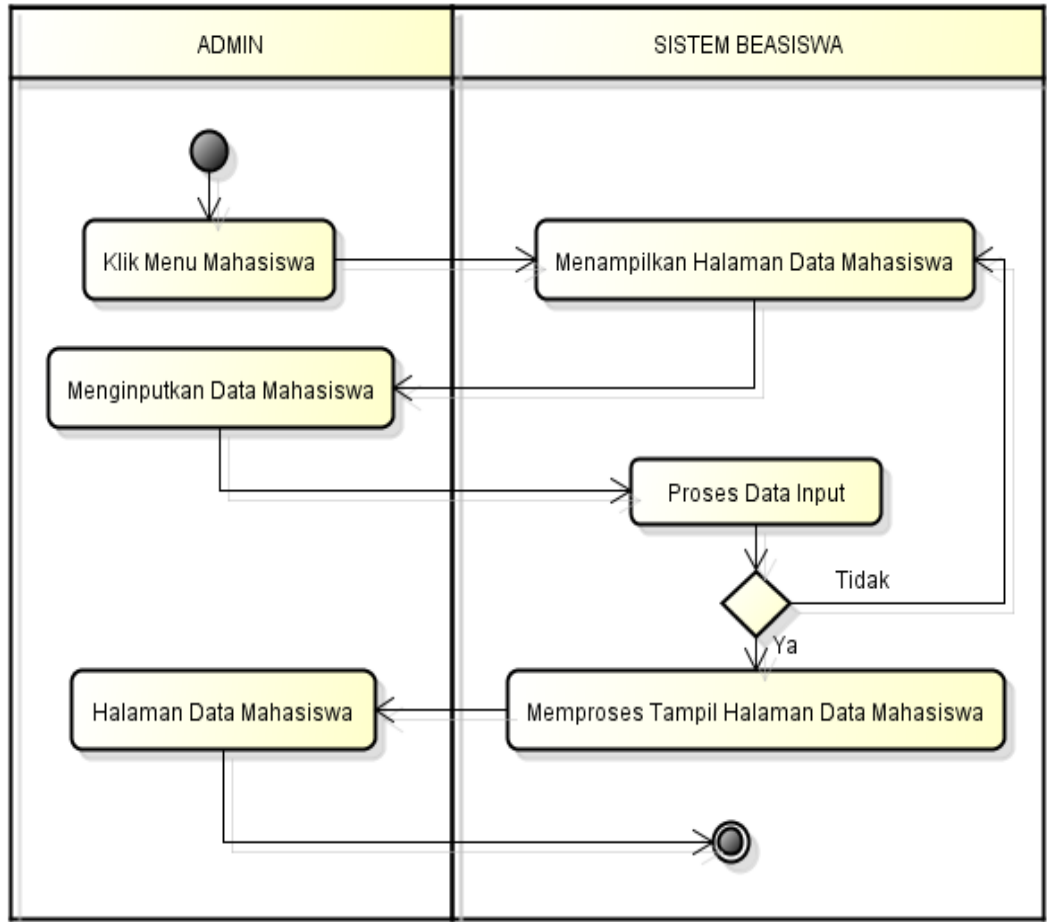 ADMIN
SISTEM BEASISWA
Klik Menu Mahasiswa
Menampilkan Halaman Data Mahasiswa
Menginputkan Data Mahasiswa
Proses Data Input
Tidak
Ya
Halaman Data Mahasiswa
Memproses Tampil Halaman Data Mahasiswa